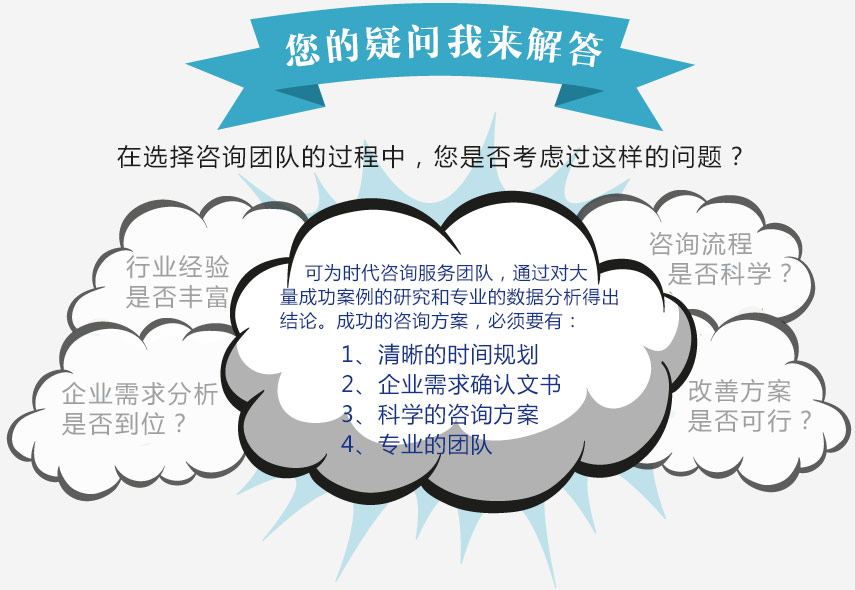 您的疑问我来解答
在选择咨询团队的过程中，您是否考虑过这样的问题？
行业经验
是否丰富
咨询流程
是否科学？
企业需求分析
是否到位？
改善方案
是否可行？
可为时代咨询服务团队，通过对大
量成功案例的研究和专业的数据分析得出
结论。成功的咨询方案，必须要有：
1、清晰的时间规划
2、企业需求确认文书
3、科学的咨询方案
4、专业的团队